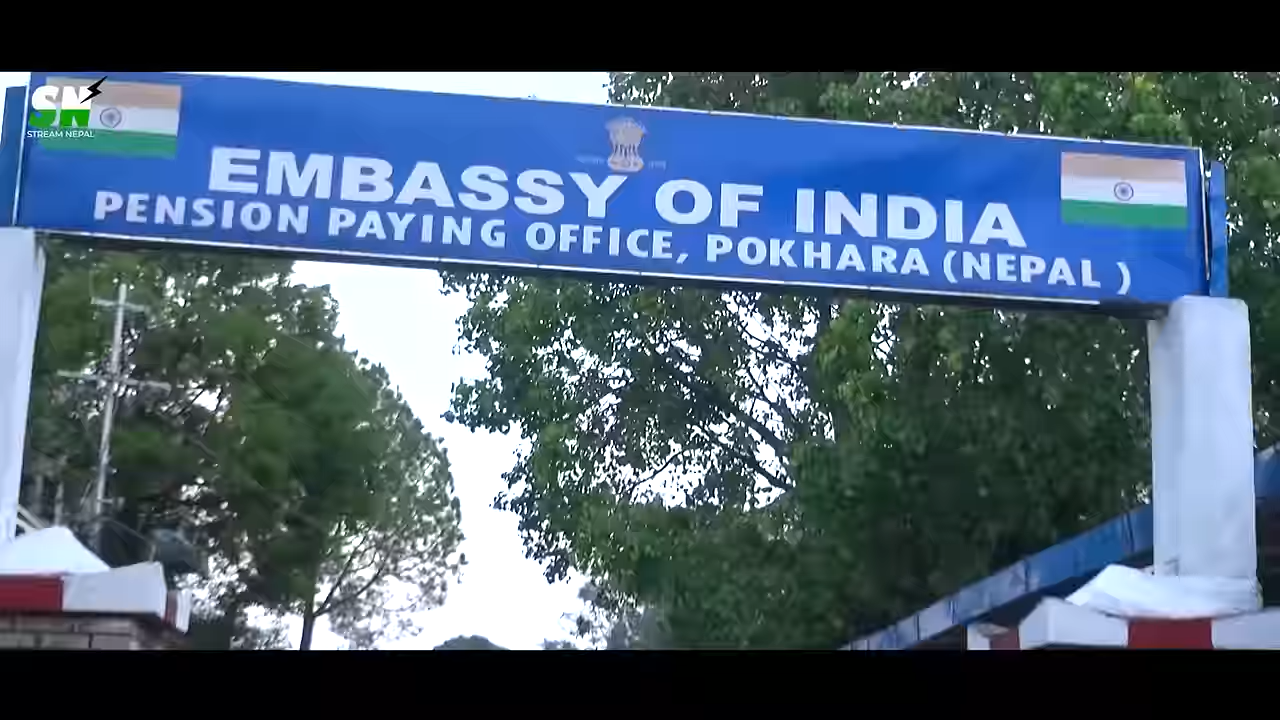 SN
STREAM NEPAL
EMBASSY OF INDIA
PENSION PAYING OFFICE, POKHARA (NEPAL )